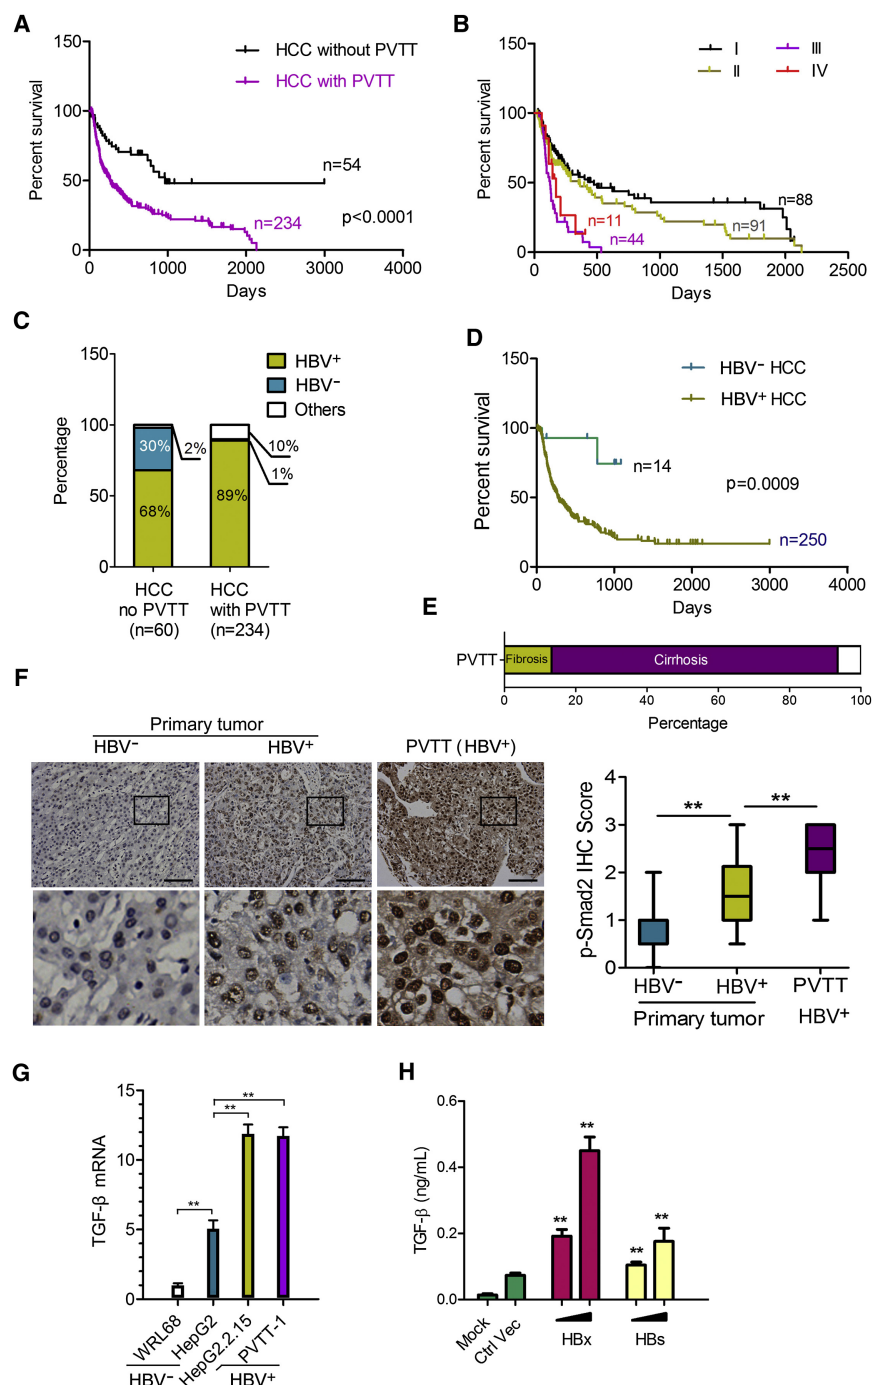 A
150
100
50
0
Percent survival
0 1000 2000 3000 4000
Days
HCC without PVTT
HCC with PVTT
n=54
n=234
p<0.0001
B
150
100
50
0
Percent survival
0 500 1000 1500 2000 2500
Days
I III
II IV
n=88
n=91
n=11
n=44
C
150
100
50
0
Percentage
HBV+
HBV−
Others
30%
2%
68%
10%
1%
89%
HCC HCC
no PVTT with PVTT
(n=60) (n=234)
D
150
100
50
0
Percent survival
0 1000 2000 3000 4000
Days
HBV− HCC
HBV+ HCC
n=14
p=0.0009
n=250
E
PVTT Fibrosis Cirrhosis
0 20 40 60 80 100
Percentage
F
Primary tumor
HBV− HBV+ PVTT (HBV+)
4
3
2
1
0
p-Smad2 IHC Score
** **
HBV− HBV+ PVTT
Primary tumor HBV+
G
15
10
5
0
TGF-β mRNA
**
**
**
WRL68 HepG2 HepG2.2.15 PVTT-1
HBV− HBV+
H
0.6
0.4
0.2
0.0
TGF-β (ng/mL)
**
**
**
**
Mock Ctrl Vec
HBx HBs